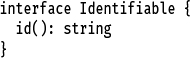 interface Identifiable {
  id(): string
}